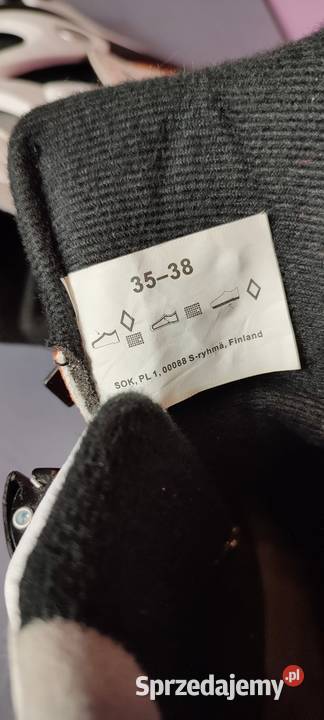 35–38
SOK, PL 1, 00088 S-ryhmä, Finland
Sprzedajemy.pl